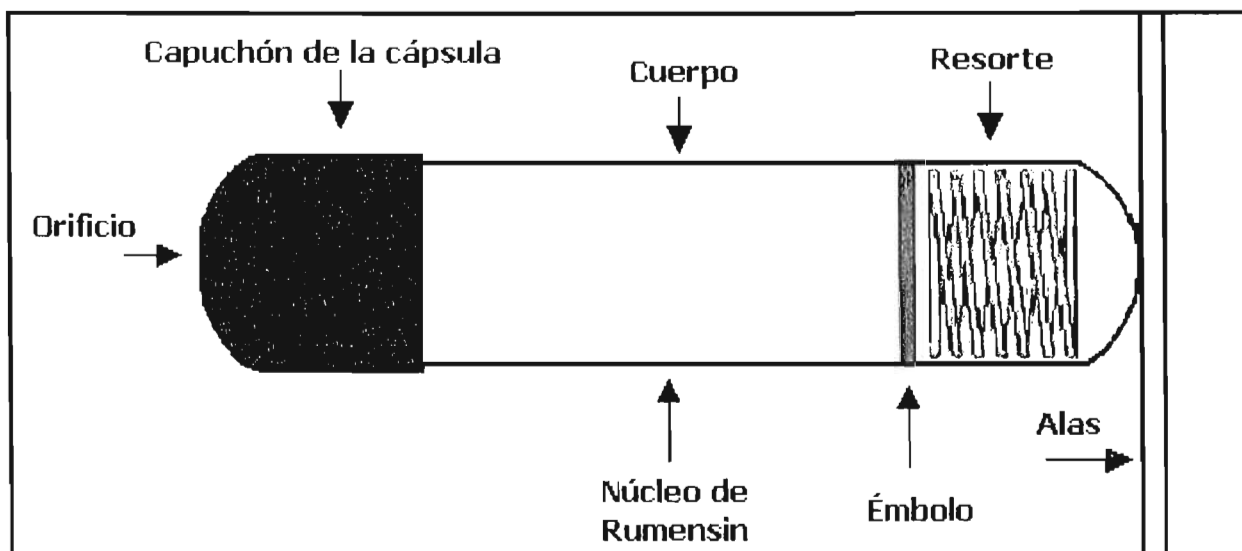 Capuchón de la cápsula
Cuerpo
Resorte
Orificio
Alas
Núcleo de
Rumensin
Émbolo